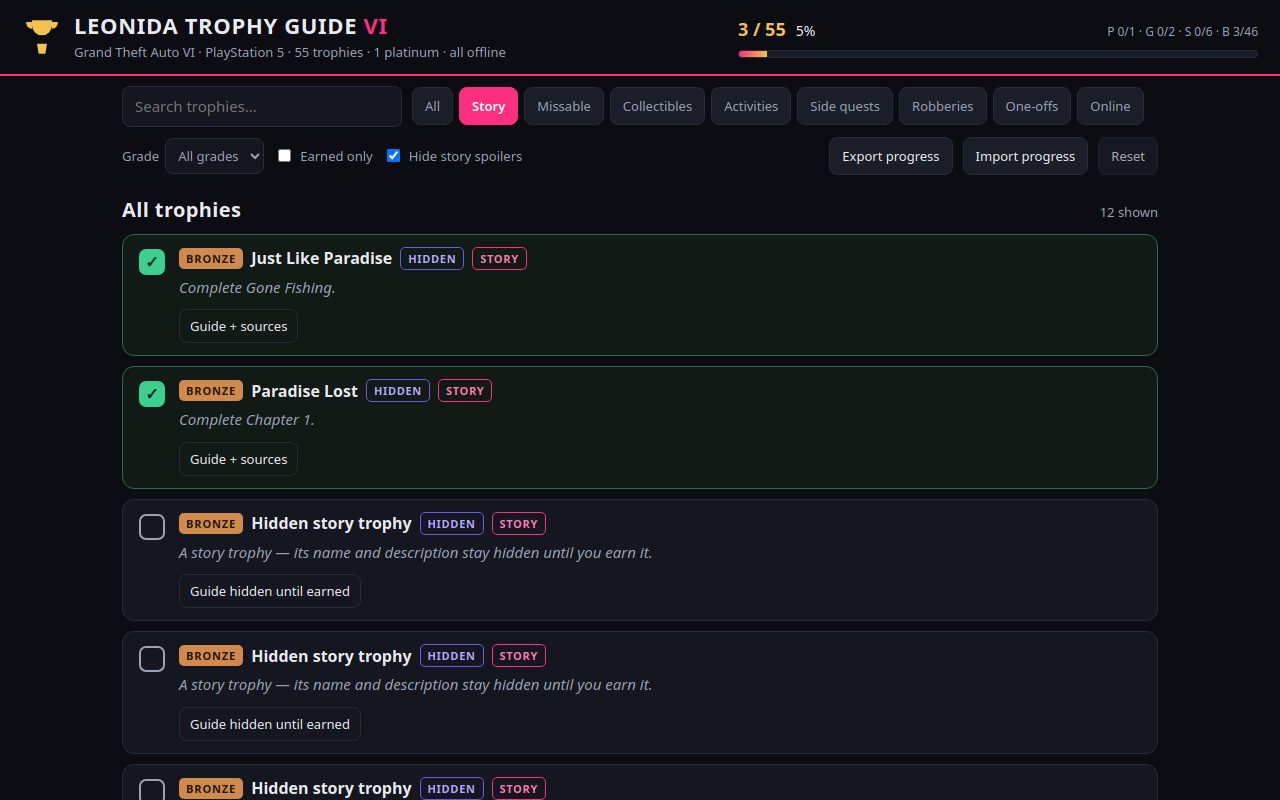 LEONIDA TROPHY GUIDE VI
Grand Theft Auto VI · PlayStation 5 · 55 trophies · 1 platinum · all offline
3 / 55 5%
P 0/1 · G 0/2 · S 0/6 · B 3/46
Search trophies...
All
Story
Missable
Collectibles
Activities
Side quests
Robberies
One-offs
Online
Grade
All grades
Earned only
Hide story spoilers
Export progress
Import progress
Reset
All trophies
12 shown
✓ BRONZE Just Like Paradise HIDDEN STORY
Complete Gone Fishing.
Guide + sources
✓ BRONZE Paradise Lost HIDDEN STORY
Complete Chapter 1.
Guide + sources
BRONZE Hidden story trophy HIDDEN STORY
A story trophy — its name and description stay hidden until you earn it.
Guide hidden until earned
BRONZE Hidden story trophy HIDDEN STORY
A story trophy — its name and description stay hidden until you earn it.
Guide hidden until earned
BRONZE Hidden story trophy HIDDEN STORY